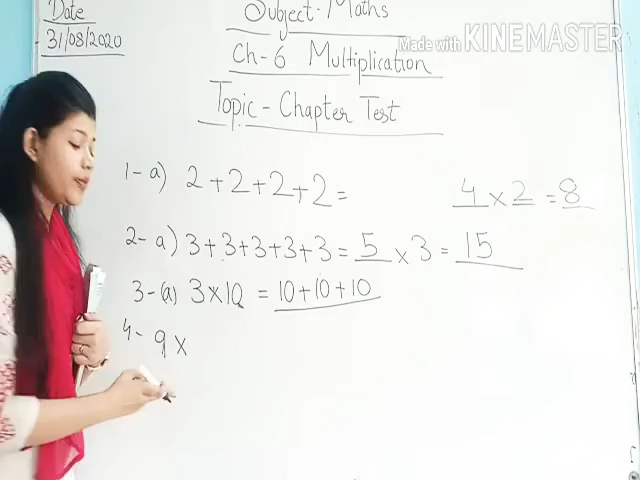 Date
31/08/2020
Subject. Maths
Made with KINEMASTER
Ch-6 Multiplication
Topic - Chapter Test
1-a) 2+2+2+2= 4 x 2 = 8
2-a) 3+3+3+3+3 = 5 x 3 = 15
3-(a) 3x10 = 10+10+10
4- 9 x